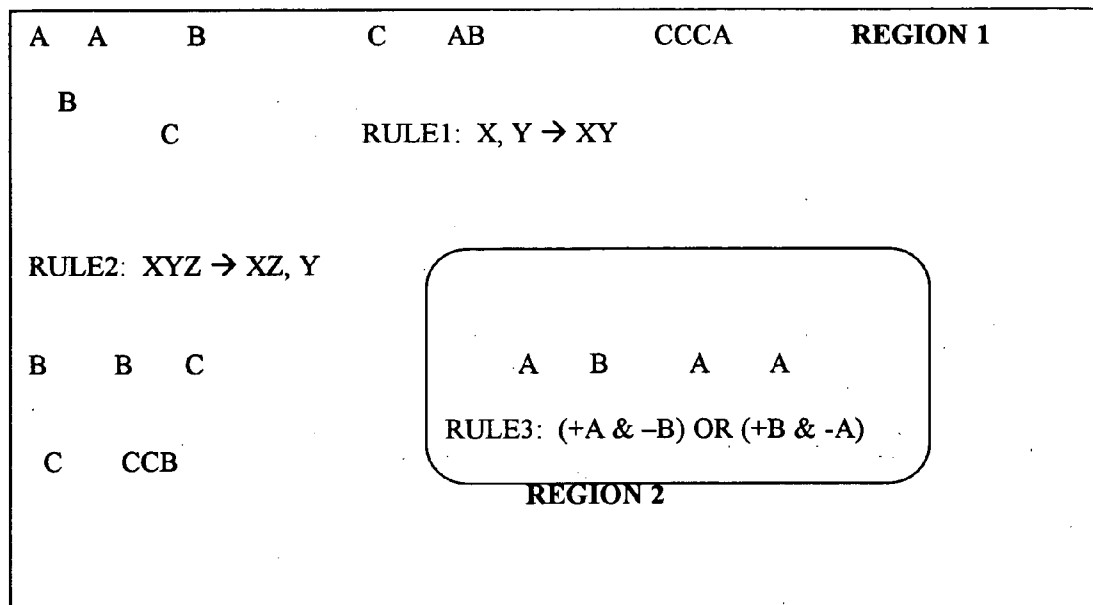 A A B C AB CCCA REGION 1
B
C RULE1: X, Y → XY
RULE2: XYZ → XZ, Y
B B C A B A A
RULE3: (+A & –B) OR (+B & -A)
C CCB
REGION 2